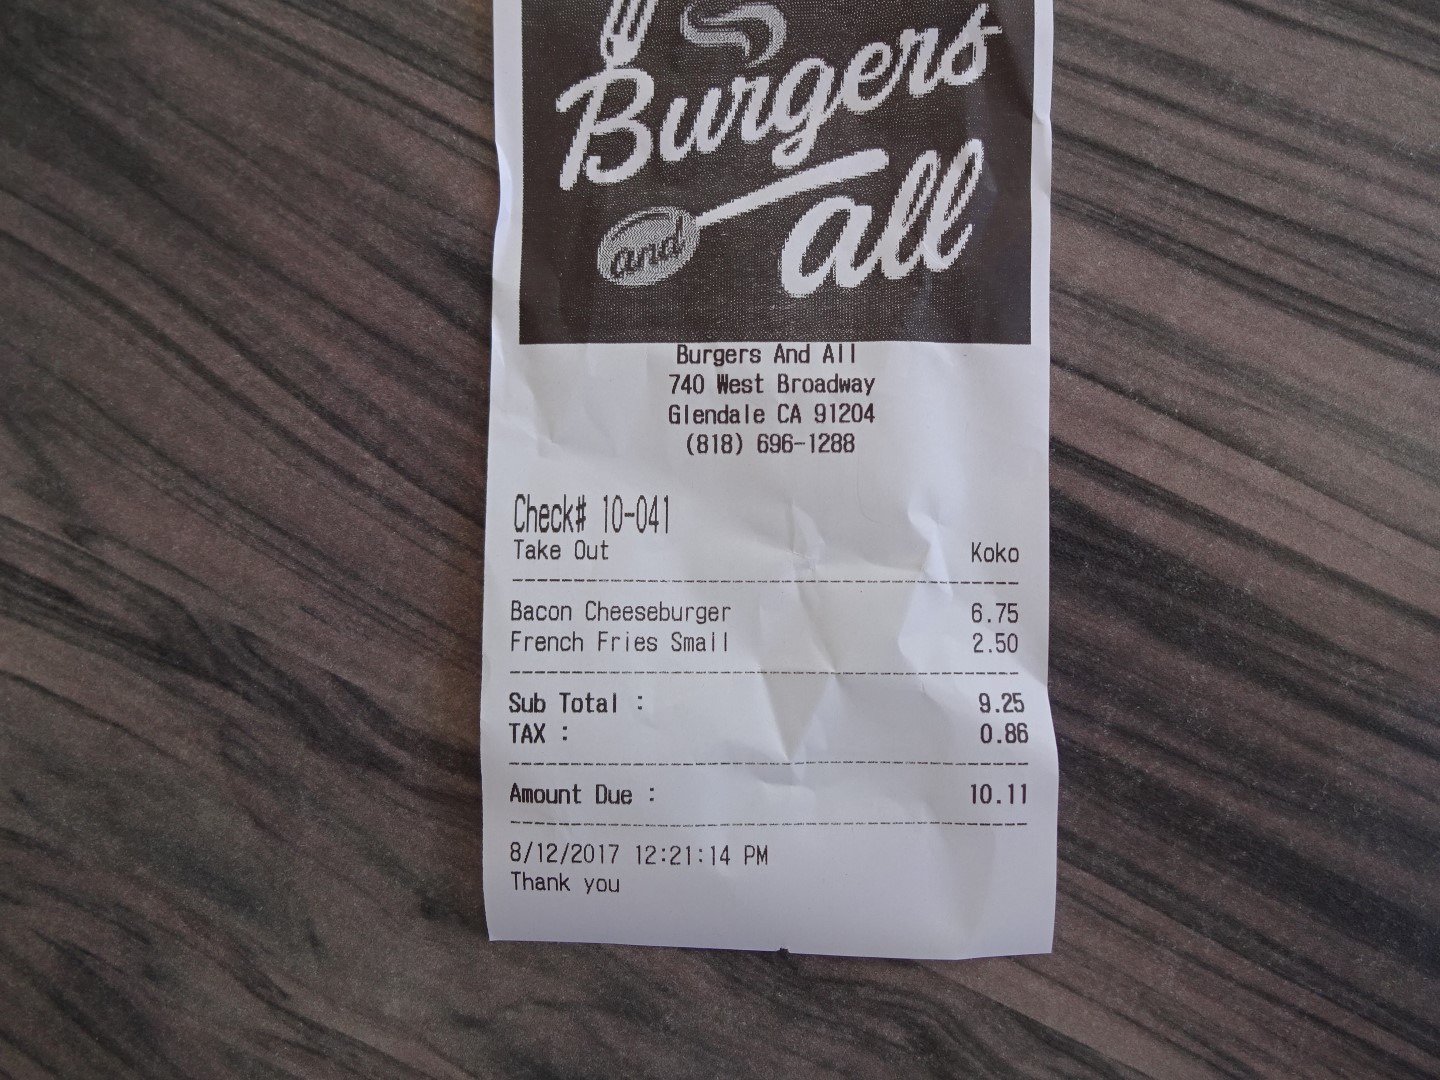 Burgers
and all
Burgers And All
740 West Broadway
Glendale CA 91204
(818) 696-1288
Check# 10-041
Take Out Koko
Bacon Cheeseburger 6.75
French Fries Small 2.50
Sub Total : 9.25
TAX : 0.86
Amount Due : 10.11
8/12/2017 12:21:14 PM
Thank you